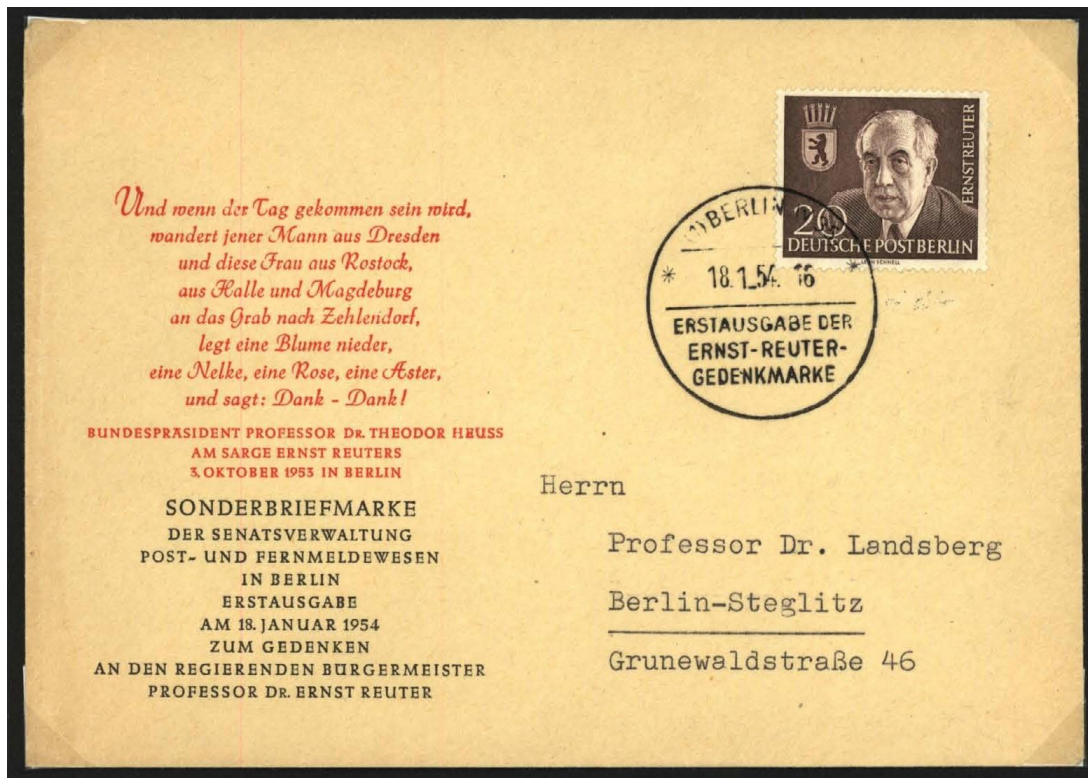 Und wenn der Tag gekommen sein wird,
wandert jener Mann aus Dresden
und diese Frau aus Rostock,
aus Halle und Magdeburg
an das Grab nach Zehlendorf,
legt eine Blume nieder,
eine Nelke, eine Rose, eine Aster,
und sagt: Dank - Dank!
BUNDESPRÄSIDENT PROFESSOR DR. THEODOR HEUSS
AM SARGE ERNST REUTERS
3. OKTOBER 1953 IN BERLIN
SONDERBRIEFMARKE
DER SENATSVERWALTUNG
POST- UND FERNMELDEWESEN
IN BERLIN
ERSTAUSGABE
AM 18. JANUAR 1954
ZUM GEDENKEN
AN DEN REGIERENDEN BÜRGERMEISTER
PROFESSOR DR. ERNST REUTER
ERNST REUTER
20
DEUTSCHE POST BERLIN
(1) BERLIN
* 18.1.54. 16 *
ERSTAUSGABE DER
ERNST-REUTER-
GEDENKMARKE
Herrn
Professor Dr. Landsberg
Berlin-Steglitz
Grunewaldstraße 46